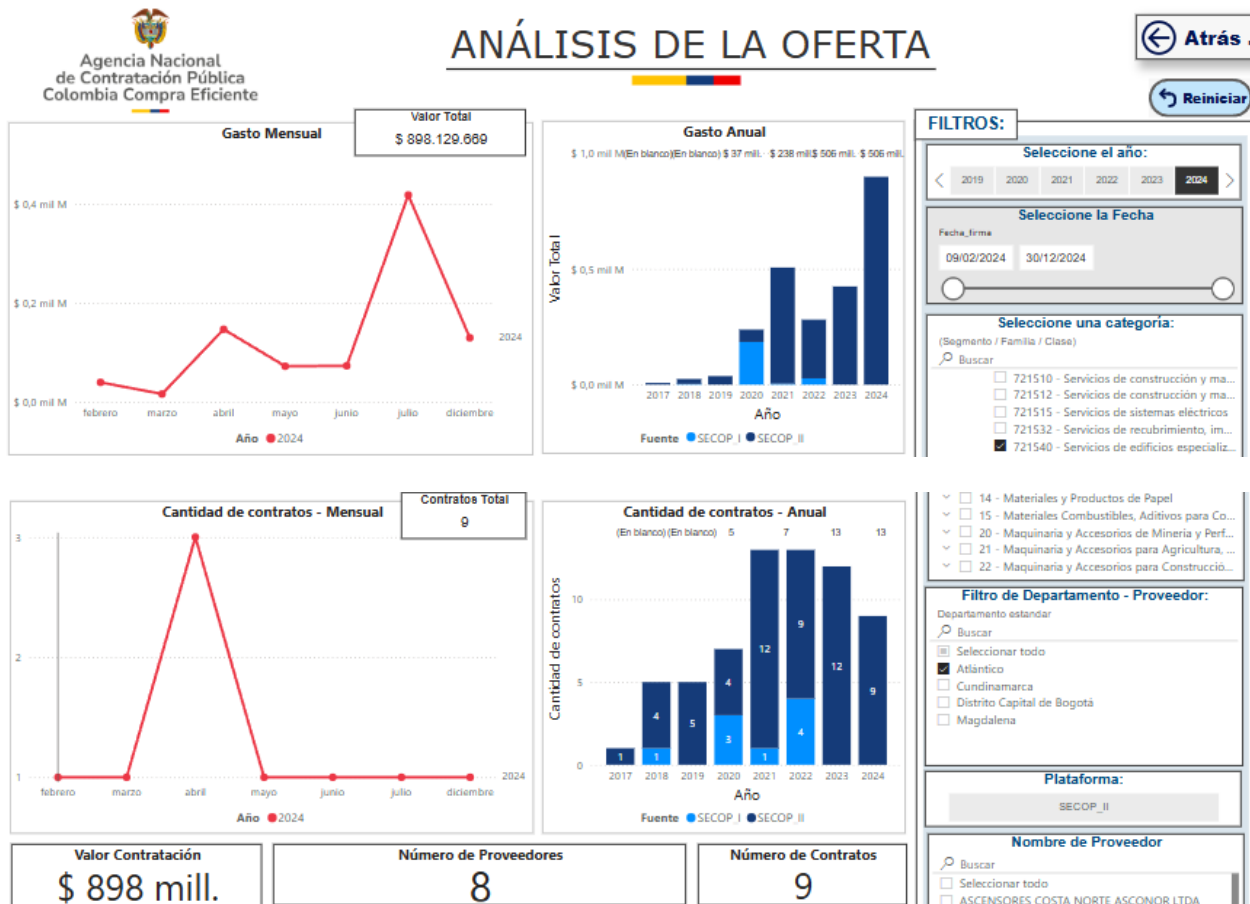 Agencia Nacional
de Contratación Pública
Colombia Compra Eficiente
ANÁLISIS DE LA OFERTA
Atrás .
Reiniciar
Gasto Mensual
Valor Total
$ 898.129.669
$ 0,4 mil M
$ 0,2 mil M
$ 0,0 mil M
2024
febrero marzo abril mayo junio julio diciembre
Año 2024
Gasto Anual
$ 1,0 mil M (En blanco) (En blanco) $ 37 mill. $ 238 mill. $ 506 mill. $ 506 mill.
Valor Total
$ 0,5 mil M
$ 0,0 mil M
2017 2018 2019 2020 2021 2022 2023 2024
Año
Fuente SECOP_I SECOP_II
FILTROS:
Seleccione el año:
2019 2020 2021 2022 2023 2024
Seleccione la Fecha
Fecha_firma
09/02/2024 30/12/2024
Seleccione una categoría:
(Segmento / Familia / Clase)
Buscar
721510 - Servicios de construcción y ma...
721512 - Servicios de construcción y ma...
721515 - Servicios de sistemas eléctricos
721532 - Servicios de recubrimiento, im...
721540 - Servicios de edificios especializ...
Cantidad de contratos - Mensual
Contratos Total
9
3
2
1
2024
febrero marzo abril mayo junio julio diciembre
Año 2024
Cantidad de contratos - Anual
(En blanco) (En blanco) 5 7 13 13
Cantidad de contratos
10
5
0
1
4
1
5
4
3
12
1
9
4
12
9
2017 2018 2019 2020 2021 2022 2023 2024
Año
Fuente SECOP_I SECOP_II
14 - Materiales y Productos de Papel
15 - Materiales Combustibles, Aditivos para Co...
20 - Maquinaria y Accesorios de Minería y Perf...
21 - Maquinaria y Accesorios para Agricultura, ...
22 - Maquinaria y Accesorios para Construcció...
Filtro de Departamento - Proveedor:
Departamento estandar
Buscar
Seleccionar todo
Atlántico
Cundinamarca
Distrito Capital de Bogotá
Magdalena
Plataforma:
SECOP_II
Nombre de Proveedor
Buscar
Seleccionar todo
ASCENSORES COSTA NORTE ASCONOR LTDA
Valor Contratación
$ 898 mill.
Número de Proveedores
8
Número de Contratos
9